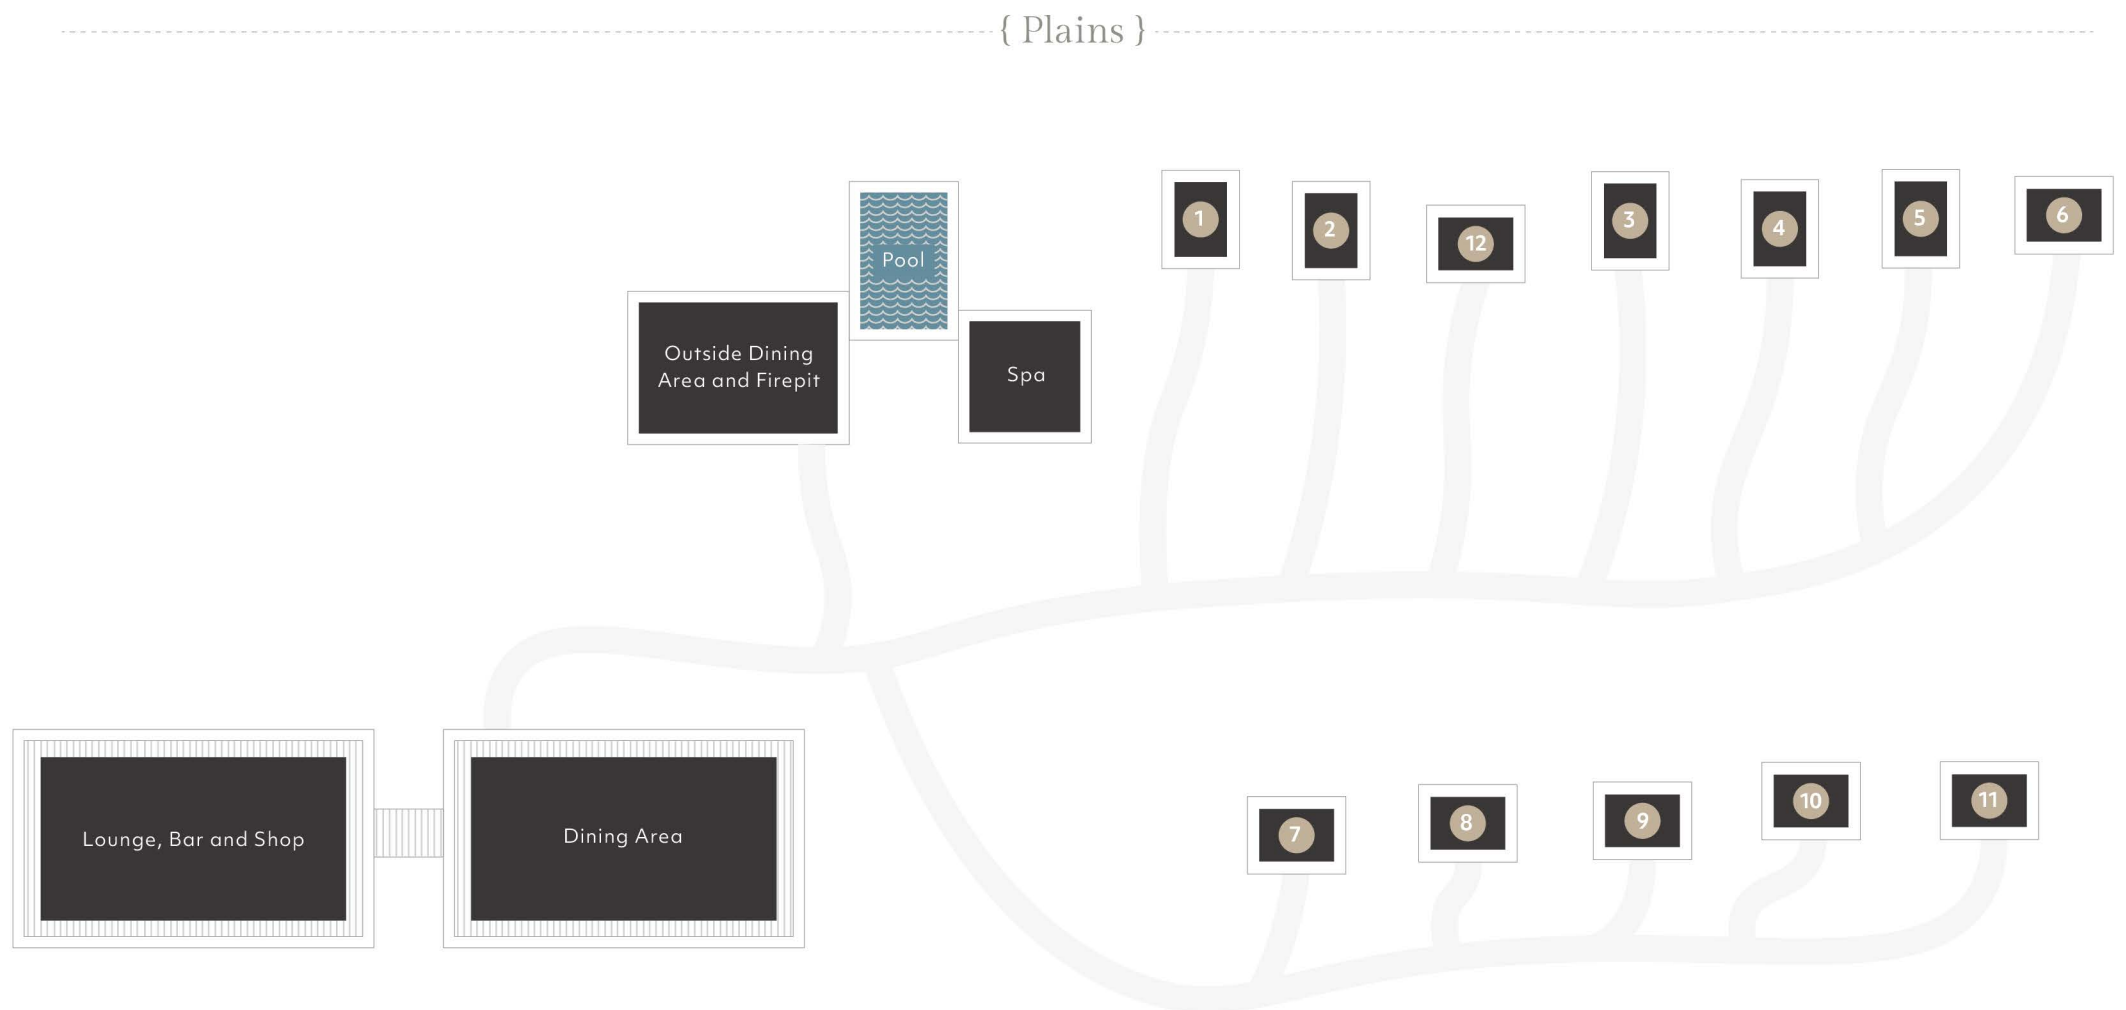 { Plains }
1
2
12
3
4
5
6
Pool
Outside Dining
Area and Firepit
Spa
Lounge, Bar and Shop
Dining Area
7
8
9
10
11